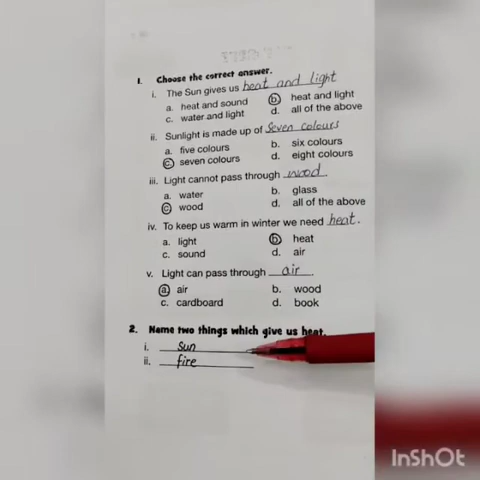 1. Choose the correct answer.
i. The Sun gives us heat and light
a. heat and sound b. heat and light
c. water and light d. all of the above
ii. Sunlight is made up of Seven colours
a. five colours b. six colours
c. seven colours d. eight colours
iii. Light cannot pass through wood.
a. water b. glass
c. wood d. all of the above
iv. To keep us warm in winter we need heat.
a. light b. heat
c. sound d. air
v. Light can pass through air.
a. air b. wood
c. cardboard d. book
2. Name two things which give us heat.
i. Sun
ii. fire
InShOt